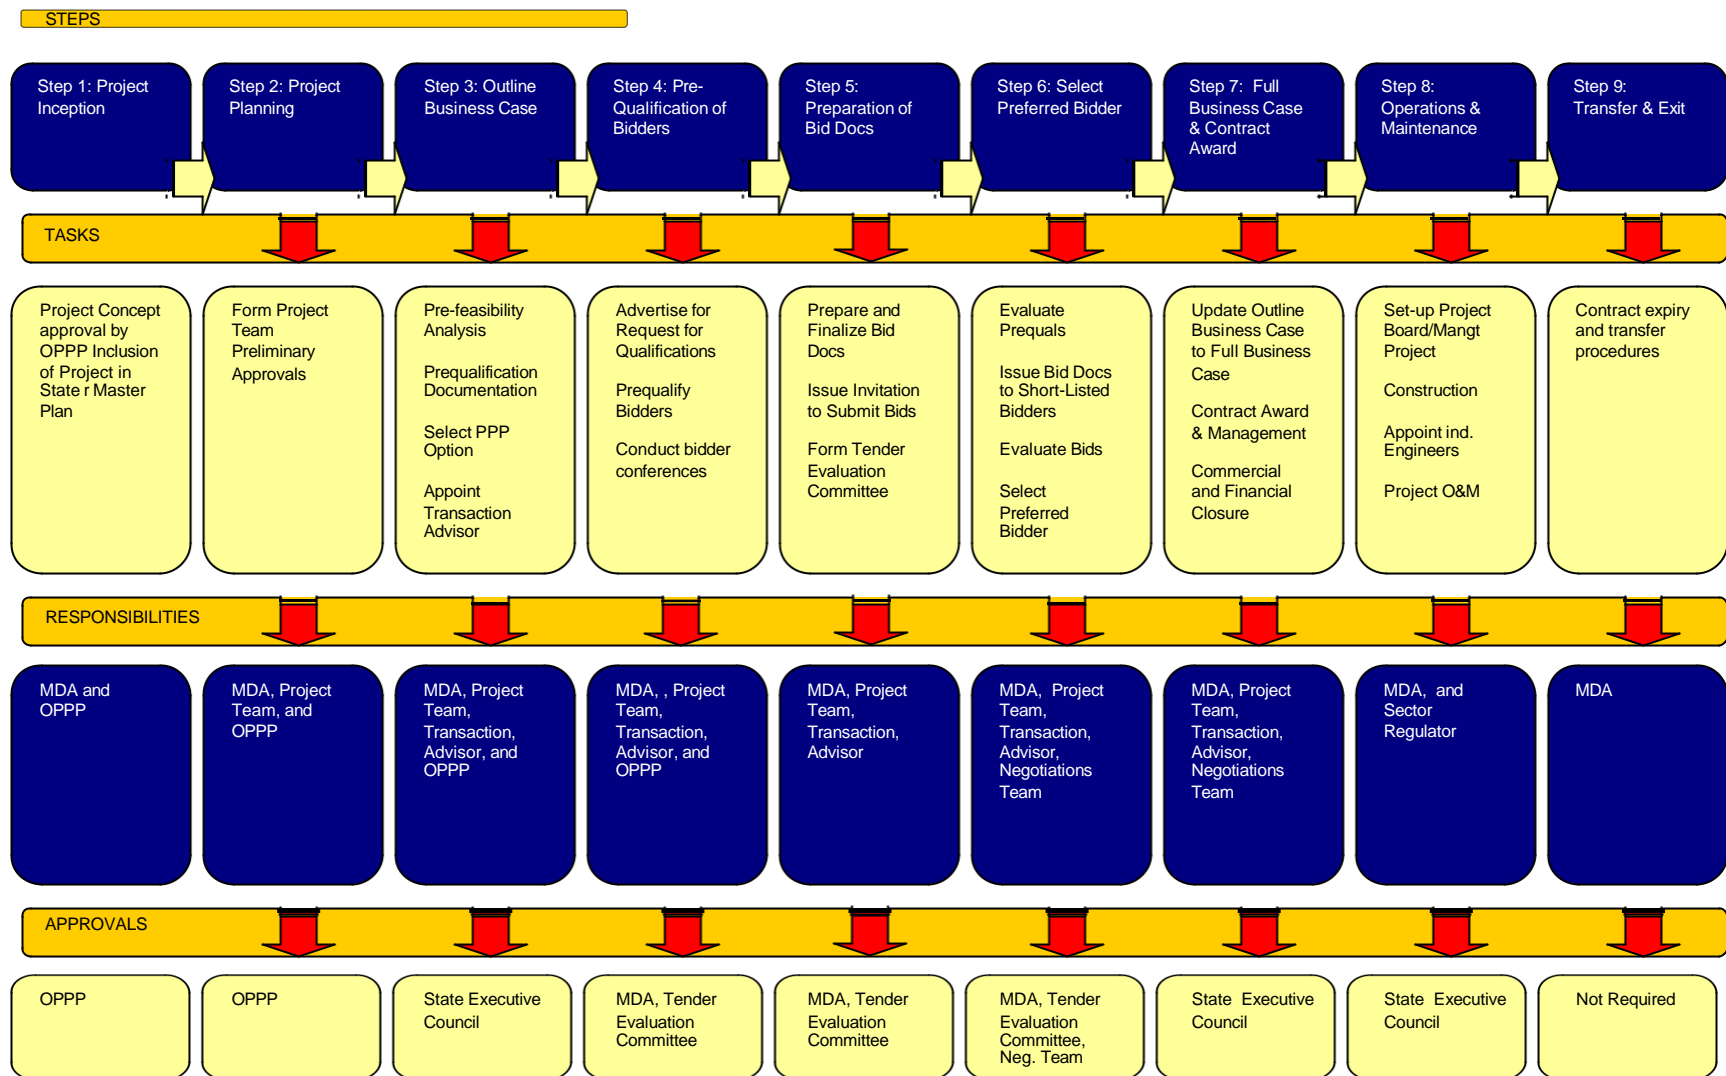 STEPS
Step 1: Project
Inception
Step 2: Project
Planning
Step 3: Outline
Business Case
Step 4: Pre-
Qualification of
Bidders
Step 5:
Preparation of
Bid Docs
Step 6: Select
Preferred Bidder
Step 7:  Full
Business Case
& Contract
Award
Step 8:
Operations &
Maintenance
Step 9:
Transfer & Exit
TASKS
Project Concept
approval by
OPPP Inclusion
of Project in
State r Master
Plan
Form Project
Team
Preliminary
Approvals
Pre-feasibility
Analysis
Prequalification
Documentation
Select PPP
Option
Appoint
Transaction
Advisor
Advertise for
Request for
Qualifications
Prequalify
Bidders
Conduct bidder
conferences
Prepare and
Finalize Bid
Docs
Issue Invitation
to Submit Bids
Form Tender
Evaluation
Committee
Evaluate
Prequals
Issue Bid Docs
to Short-Listed
Bidders
Evaluate Bids
Select
Preferred
Bidder
Update Outline
Business Case
to Full Business
Case
Contract Award
& Management
Commercial
and Financial
Closure
Set-up Project
Board/Mangt
Project
Construction
Appoint ind.
Engineers
Project O&M
Contract expiry
and transfer
procedures
RESPONSIBILITIES
MDA and
OPPP
MDA, Project
Team, and
OPPP
MDA, Project
Team,
Transaction,
Advisor, and
OPPP
MDA, , Project
Team,
Transaction,
Advisor, and
OPPP
MDA, Project
Team,
Transaction,
Advisor
MDA,  Project
Team,
Transaction,
Advisor,
Negotiations
Team
MDA, Project
Team,
Transaction,
Advisor,
Negotiations
Team
MDA,  and
Sector
Regulator
MDA
APPROVALS
OPPP
OPPP
State Executive
Council
MDA, Tender
Evaluation
Committee
MDA, Tender
Evaluation
Committee
MDA, Tender
Evaluation
Committee,
Neg. Team
State  Executive
Council
State  Executive
Council
Not Required